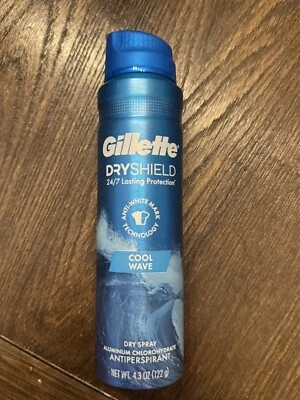 Gillette
DRYSHIELD
24/7 Lasting Protection
ANTI-WHITE MARK
TECHNOLOGY
COOL
WAVE
DRY SPRAY
ALUMINUM CHLOROHYDRATE
ANTIPERSPIRANT
NET WT. 4.3 OZ (122g)